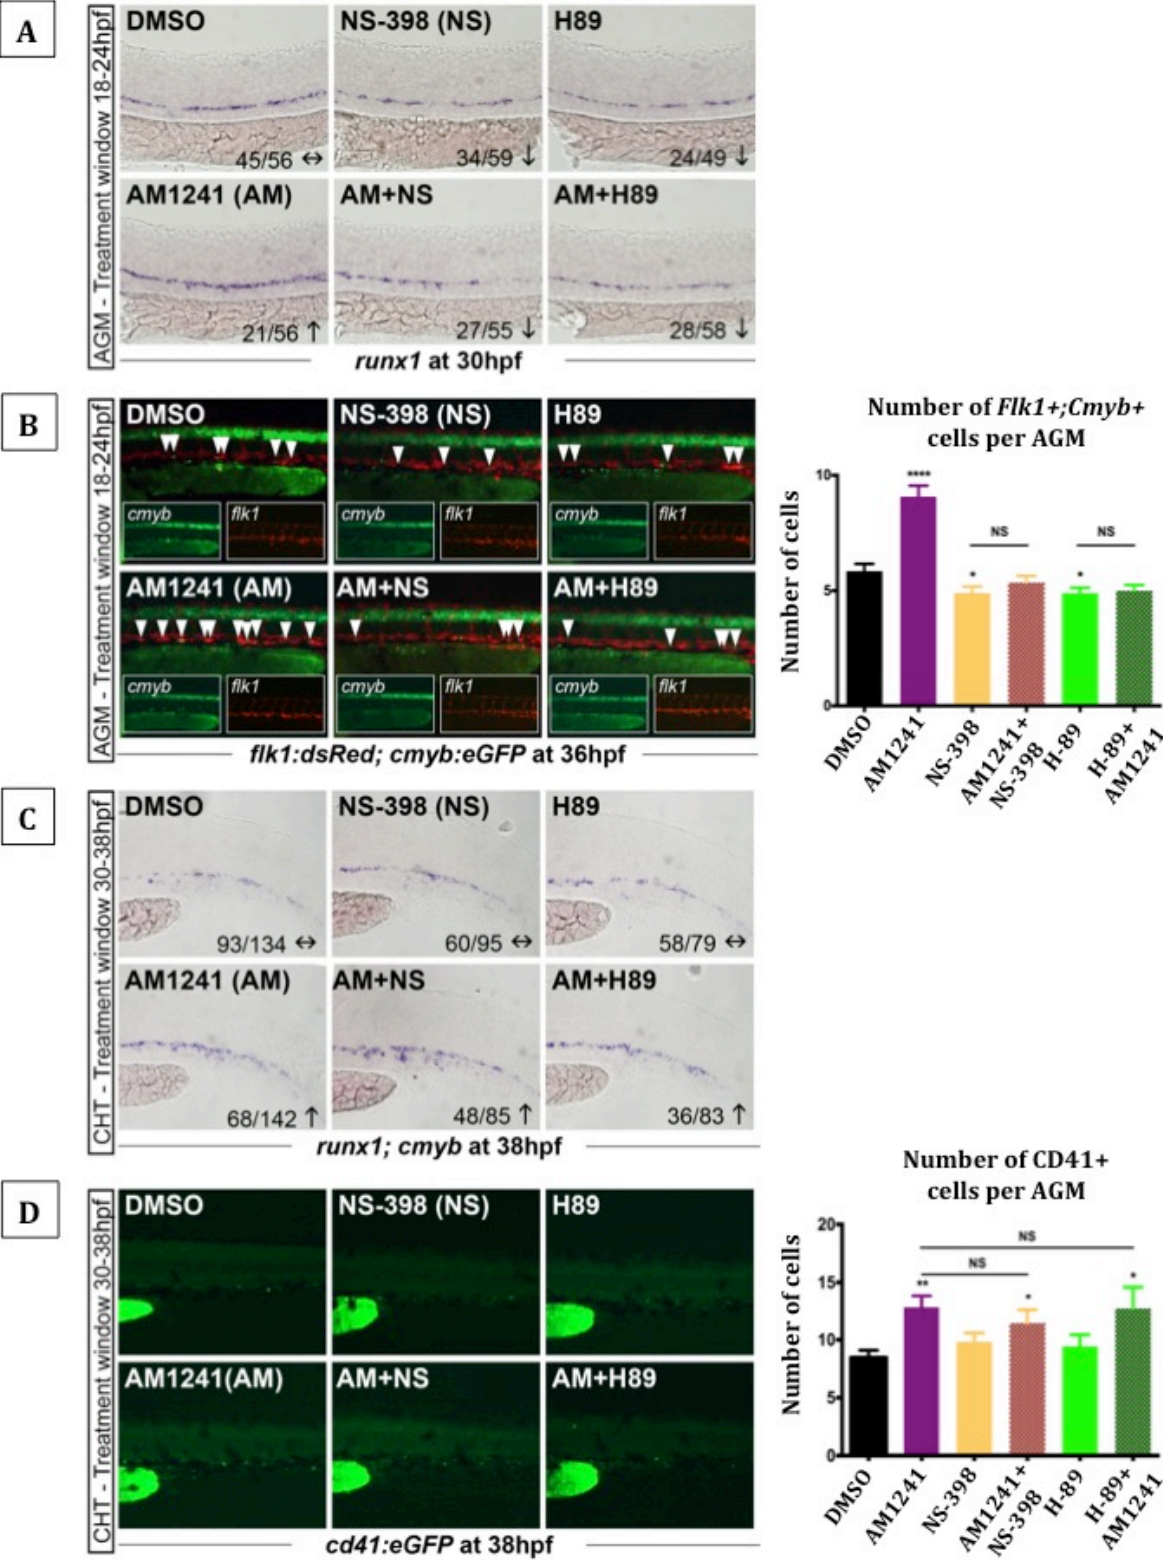 A
AGM - Treatment window 18-24hpf
DMSO
NS-398 (NS)
H89
45/56 ↔
34/59 ↓
24/49 ↓
AM1241 (AM)
AM+NS
AM+H89
21/56 ↑
27/55 ↓
28/58 ↓
runx1 at 30hpf
B
AGM - Treatment window 18-24hpf
DMSO
NS-398 (NS)
H89
cmyb
flk1
cmyb
flk1
cmyb
flk1
AM1241 (AM)
AM+NS
AM+H89
cmyb
flk1
cmyb
flk1
cmyb
flk1
flk1:dsRed; cmyb:eGFP at 36hpf
Number of Flk1+;Cmyb+
cells per AGM
Number of cells
10
5
0
****
*
NS
*
NS
DMSO
AM1241
NS-398
AM1241+
NS-398
H-89
H-89+
AM1241
C
CHT - Treatment window 30-38hpf
DMSO
NS-398 (NS)
H89
93/134 ↔
60/95 ↔
58/79 ↔
AM1241 (AM)
AM+NS
AM+H89
68/142 ↑
48/85 ↑
36/83 ↑
runx1; cmyb at 38hpf
D
CHT - Treatment window 30-38hpf
DMSO
NS-398 (NS)
H89
AM1241(AM)
AM+NS
AM+H89
cd41:eGFP at 38hpf
Number of CD41+
cells per AGM
Number of cells
20
15
10
5
0
NS
NS
**
*
*
DMSO
AM1241
NS-398
AM1241+
NS-398
H-89
H-89+
AM1241